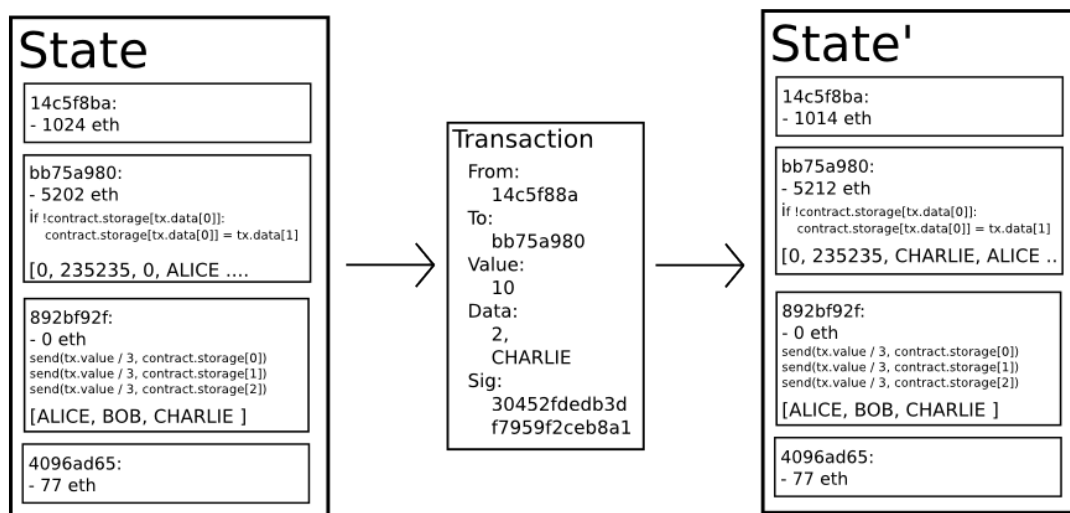 State
14c5f8ba:
- 1024 eth
bb75a980:
- 5202 eth
if !contract.storage[tx.data[0]]:
contract.storage[tx.data[0]] = tx.data[1]
[0, 235235, 0, ALICE ....
892bf92f:
- 0 eth
send(tx.value / 3, contract.storage[0])
send(tx.value / 3, contract.storage[1])
send(tx.value / 3, contract.storage[2])
[ALICE, BOB, CHARLIE ]
4096ad65:
- 77 eth
Transaction
From:
14c5f88a
To:
bb75a980
Value:
10
Data:
2,
CHARLIE
Sig:
30452fdedb3d
f7959f2ceb8a1
State'
14c5f8ba:
- 1014 eth
bb75a980:
- 5212 eth
if !contract.storage[tx.data[0]]:
contract.storage[tx.data[0]] = tx.data[1]
[0, 235235, CHARLIE, ALICE ..
892bf92f:
- 0 eth
send(tx.value / 3, contract.storage[0])
send(tx.value / 3, contract.storage[1])
send(tx.value / 3, contract.storage[2])
[ALICE, BOB, CHARLIE ]
4096ad65:
- 77 eth